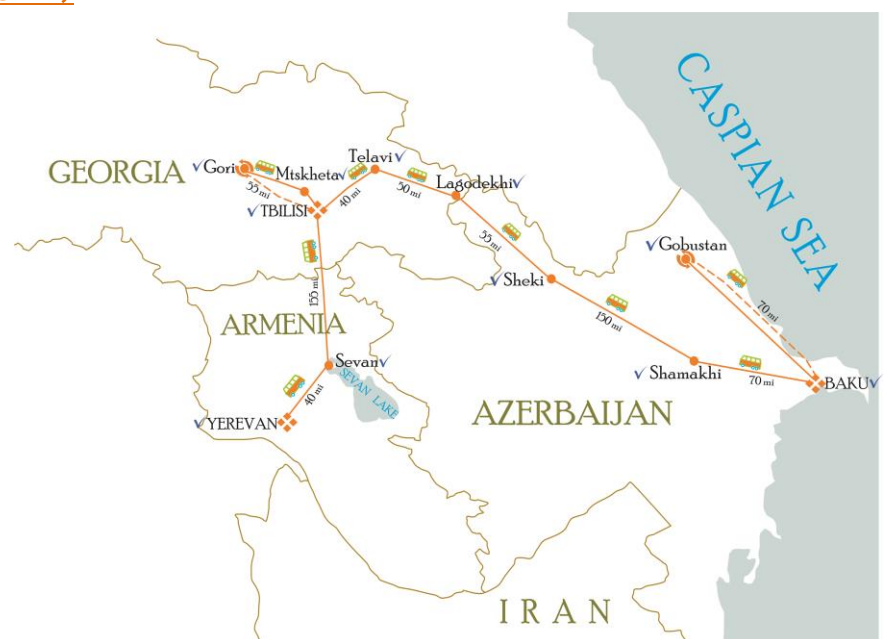 CASPIAN SEA
GEORGIA
Gori
Mtskheta
Telavi
Lagodekhi
55 mi
40 mi
50 mi
TBILISI
55 mi
Gobustan
Sheki
155 mi
70 mi
ARMENIA
150 mi
Sevan
SEVAN LAKE
Shamakhi
70 mi
BAKU
40 mi
YEREVAN
AZERBAIJAN
IRAN